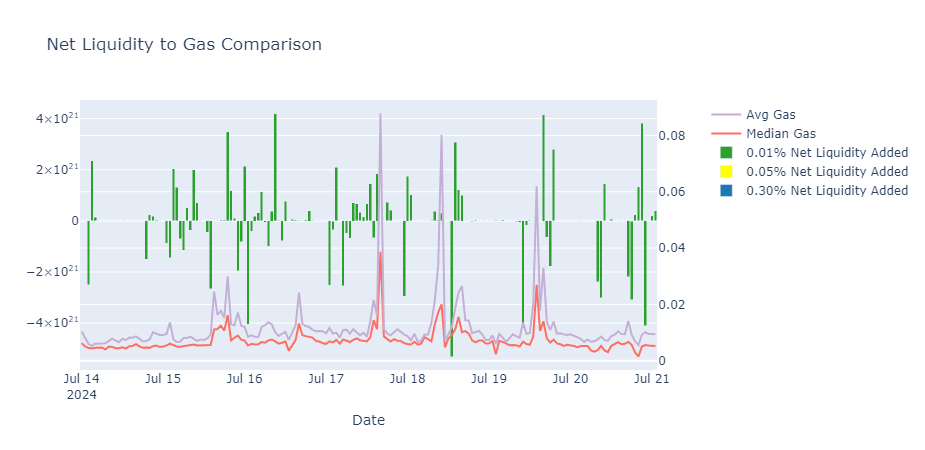 Net Liquidity to Gas Comparison
4×10²¹
2×10²¹
0
−2×10²¹
−4×10²¹
0.08
0.06
0.04
0.02
0
Jul 14
2024
Jul 15
Jul 16
Jul 17
Jul 18
Jul 19
Jul 20
Jul 21
Date
Avg Gas
Median Gas
0.01% Net Liquidity Added
0.05% Net Liquidity Added
0.30% Net Liquidity Added